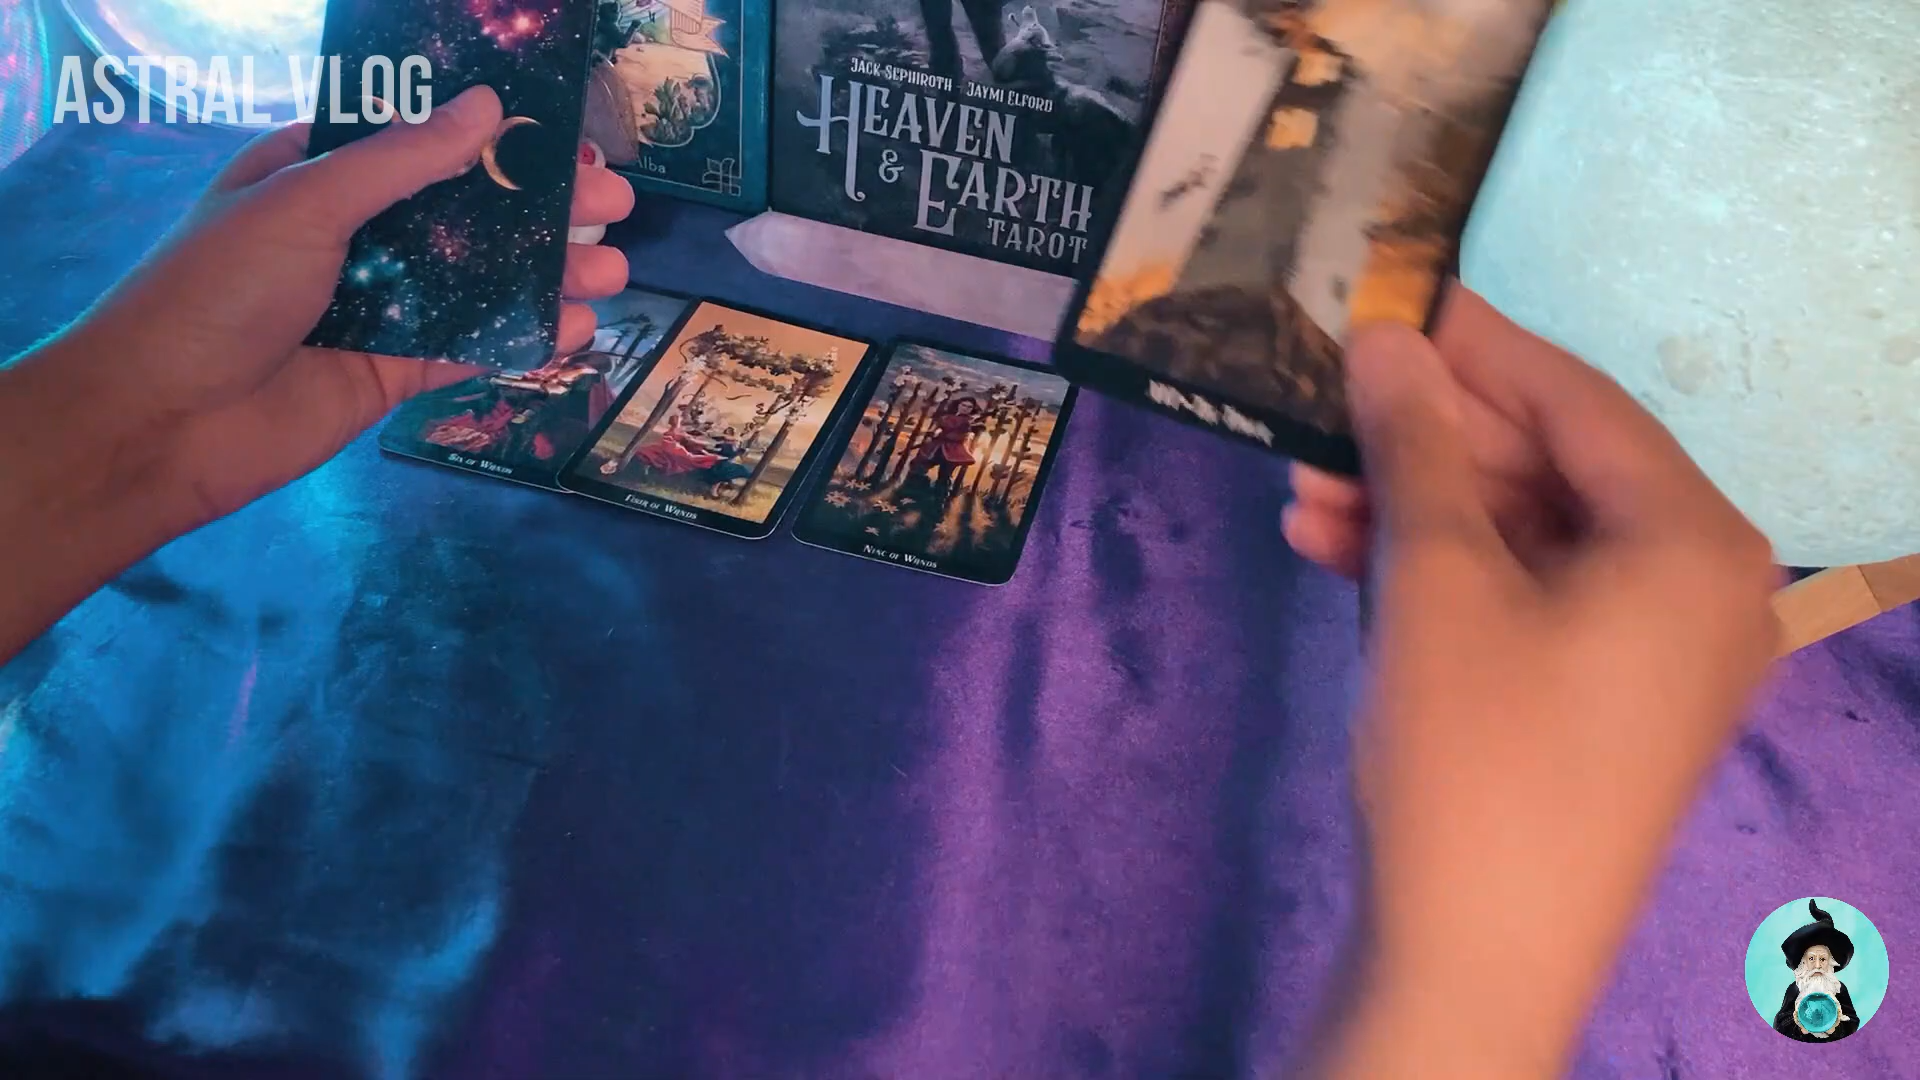 ASTRAL VLOG
JACK SEPHIROTH - JAYMI ELFORD
HEAVEN
& EARTH
TAROT
Alba
SIX OF WANDS
FOUR OF WANDS
NINE OF WANDS